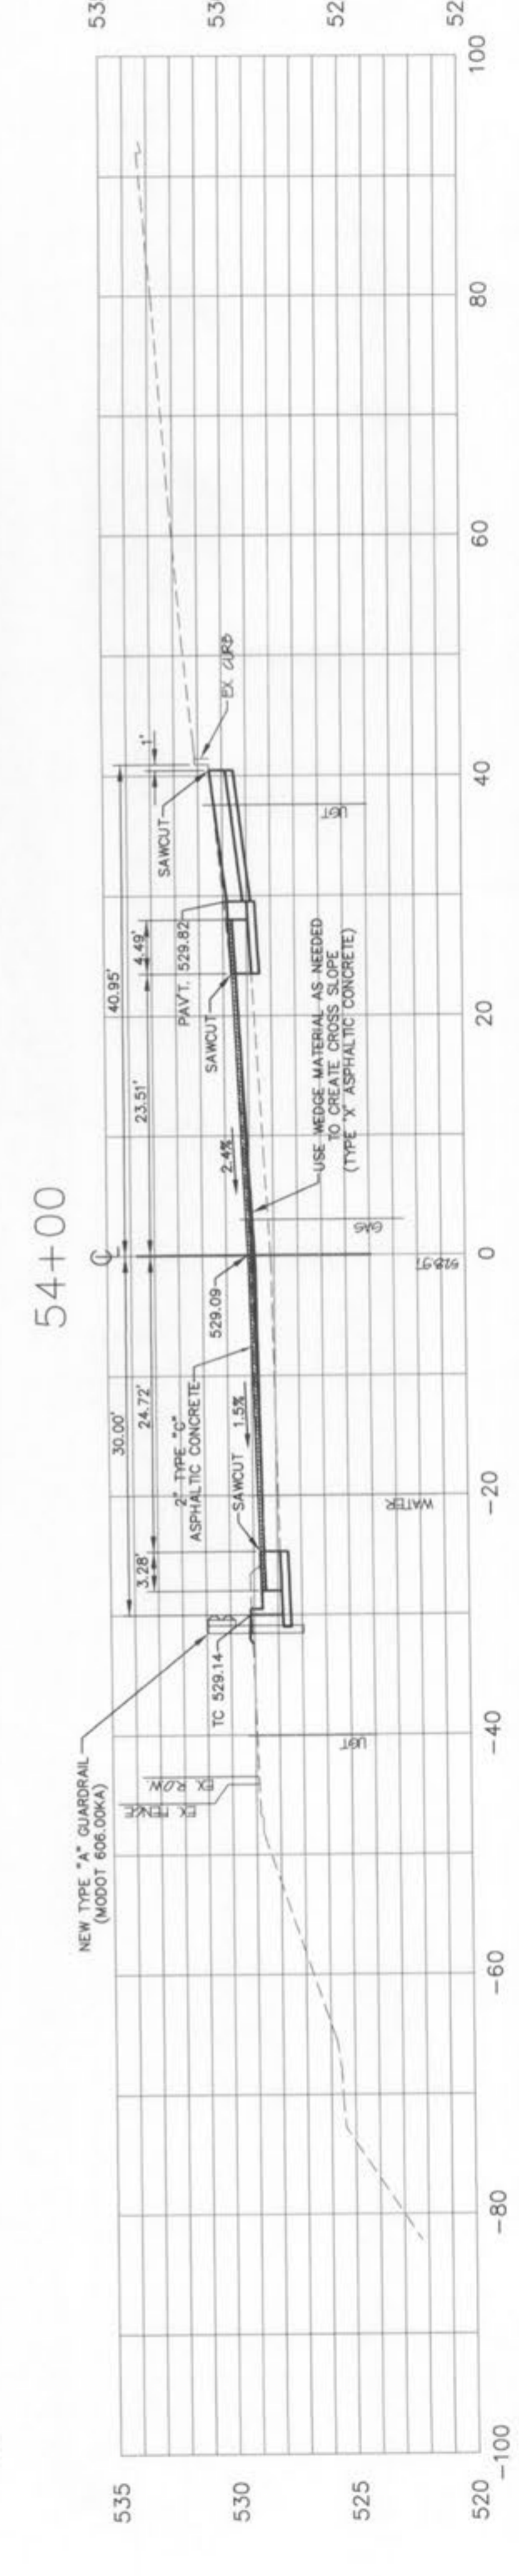 54+00
NEW TYPE "A" GUARDRAIL
(MODOT 606.00KA)
30.00'
40.95'
3.28'
24.72'
23.51'
4.49'
1'
2" TYPE "C"
ASPHALTIC CONCRETE
SAWCUT
1.5%
529.09
2.4%
SAWCUT
PAV'T. 529.82
SAWCUT
EX CURB
TC 529.14
EX FENCE
EX ROW
UGT
WATER
GAS
UGT
USE WEDGE MATERIAL AS NEEDED
TO CREATE CROSS SLOPE
(TYPE "X" ASPHALTIC CONCRETE)
535
530
525
520
-100
-80
-60
-40
-20
0
20
40
60
80
100